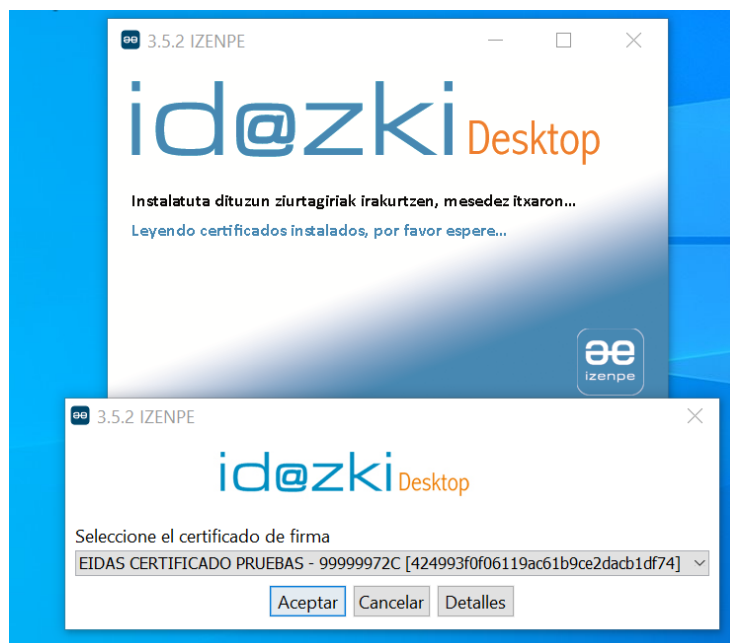 3.5.2 IZENPE
id@zki Desktop
Instalatuta dituzun ziurtagiriak irakurtzen, mesedez itxaron...
Leyendo certificados instalados, por favor espere...
izenpe
3.5.2 IZENPE
id@zki Desktop
Seleccione el certificado de firma
EIDAS CERTIFICADO PRUEBAS - 99999972C [424993f0f06119ac61b9ce2dacb1df74]
Aceptar Cancelar Detalles